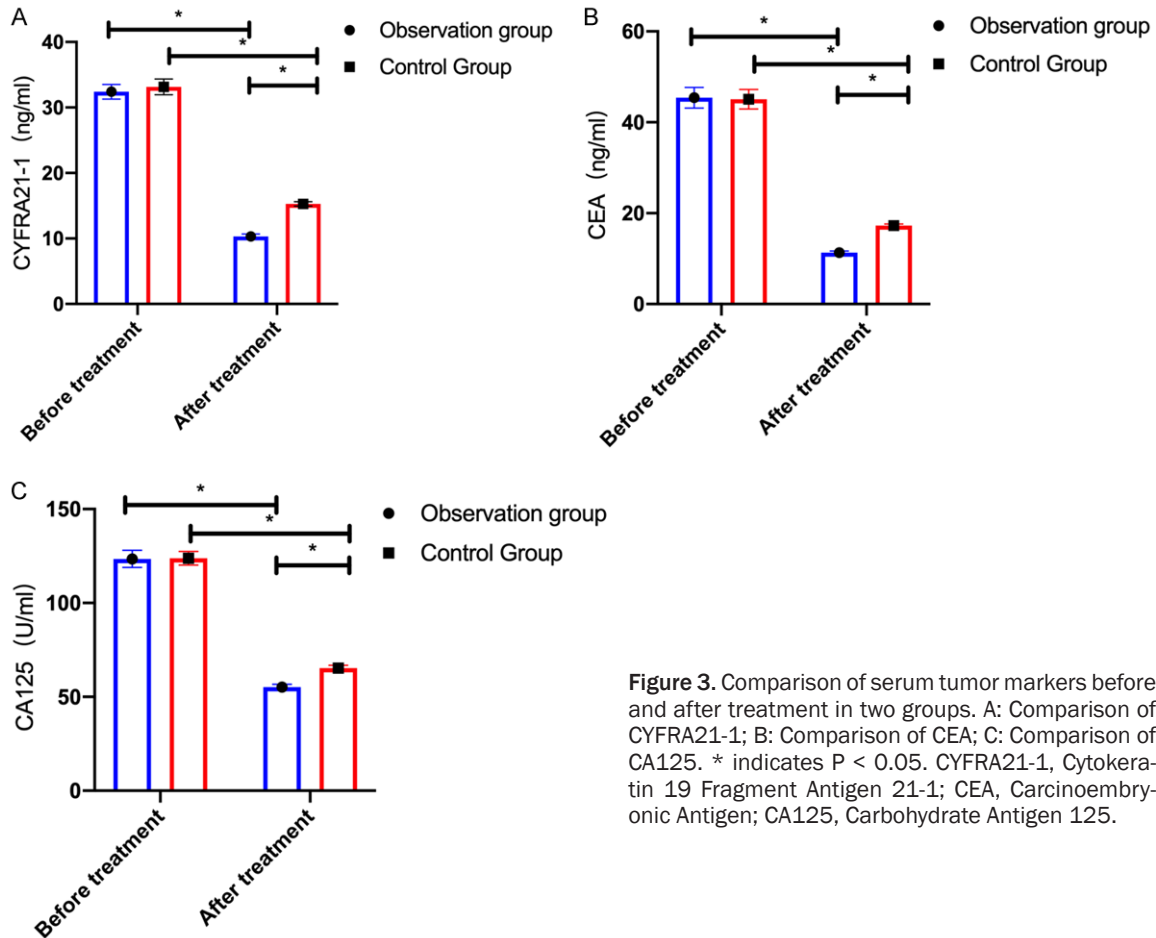 A
CYFRA21-1 (ng/ml)
40
30
20
10
0
*
*
*
Observation group
Control Group
Before treatment
After treatment
B
CEA (ng/ml)
60
40
20
0
*
*
*
Observation group
Control Group
Before treatment
After treatment
C
CA125 (U/ml)
150
100
50
0
*
*
*
Observation group
Control Group
Before treatment
After treatment
Figure 3. Comparison of serum tumor markers before
and after treatment in two groups. A: Comparison of
CYFRA21-1; B: Comparison of CEA; C: Comparison of
CA125. * indicates P < 0.05. CYFRA21-1, Cytokera-
tin 19 Fragment Antigen 21-1; CEA, Carcinoembry-
onic Antigen; CA125, Carbohydrate Antigen 125.